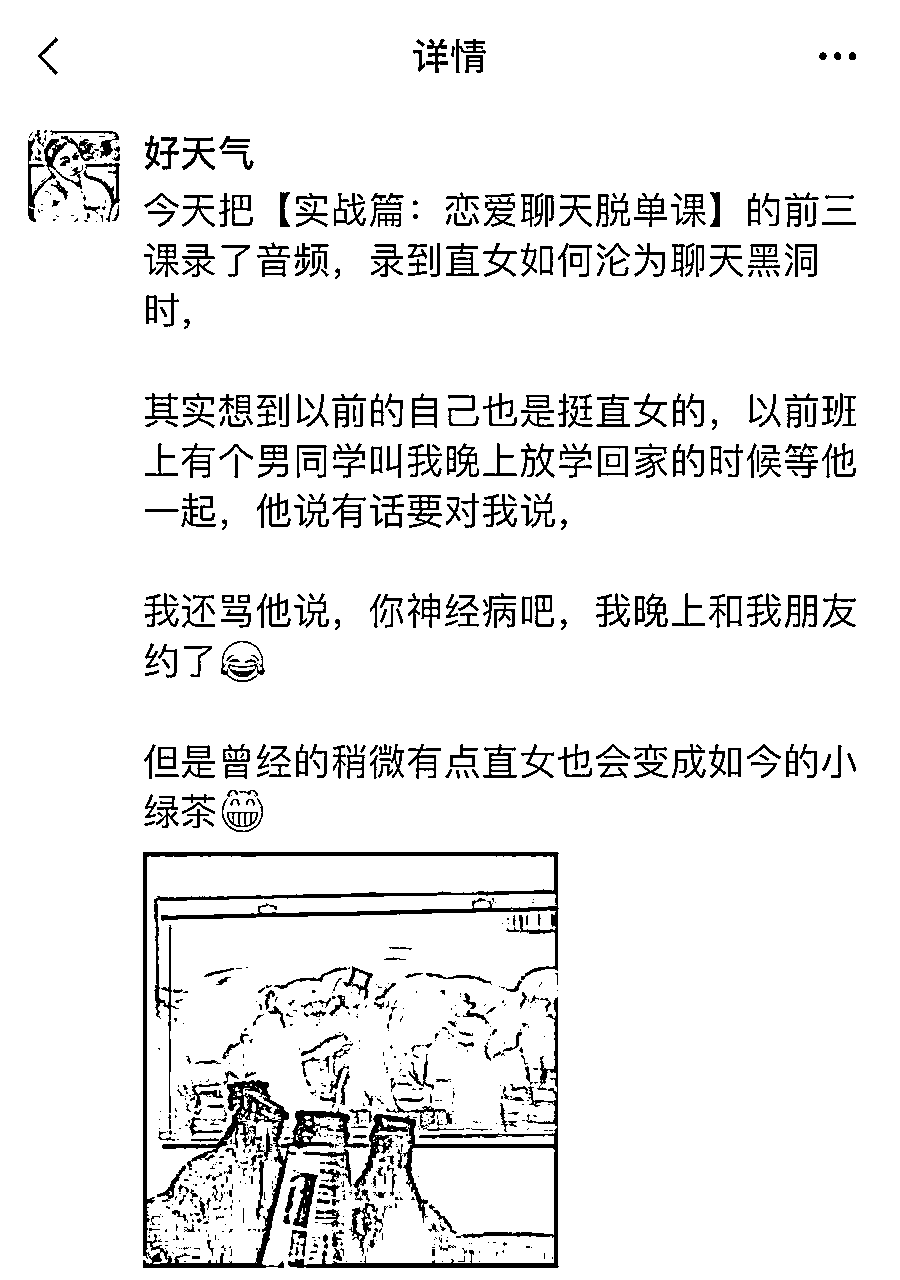 详情
好天气
今天把【实战篇：恋爱聊天脱单课】的前三
课录了音频，录到直女如何沦为聊天黑洞
时，
其实想到以前的自己也是挺直女的，以前班
上有个男同学叫我晚上放学回家的时候等他
一起，他说有话要对我说，
我还骂他说，你神经病吧，我晚上和我朋友
约了😂
但是曾经的稍微有点直女也会变成如今的小
绿茶😁